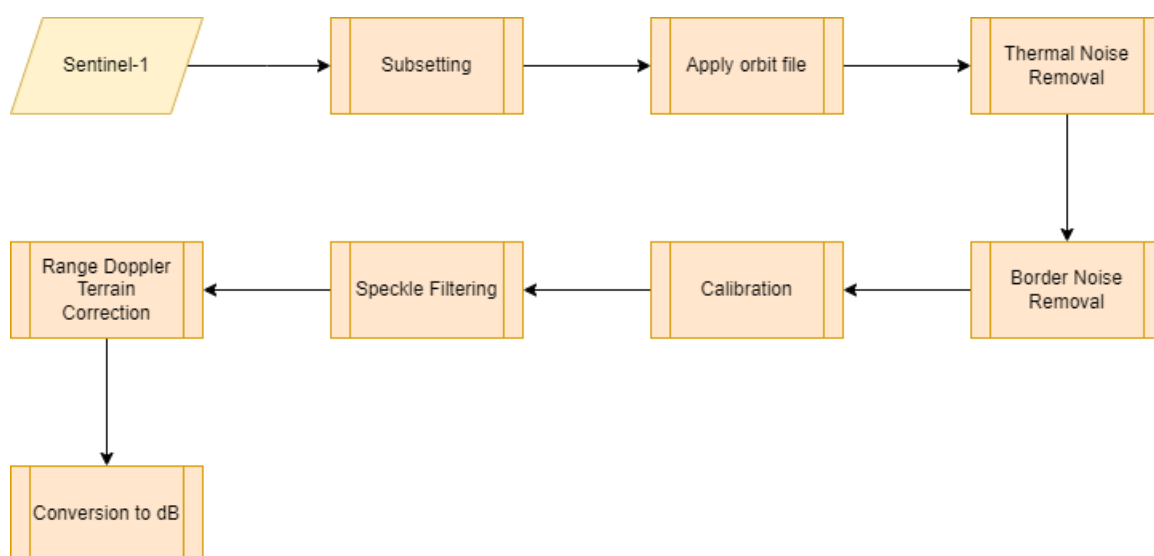 Sentinel-1
Subsetting
Apply orbit file
Thermal Noise
Removal
Border Noise
Removal
Calibration
Speckle Filtering
Range Doppler
Terrain
Correction
Conversion to dB